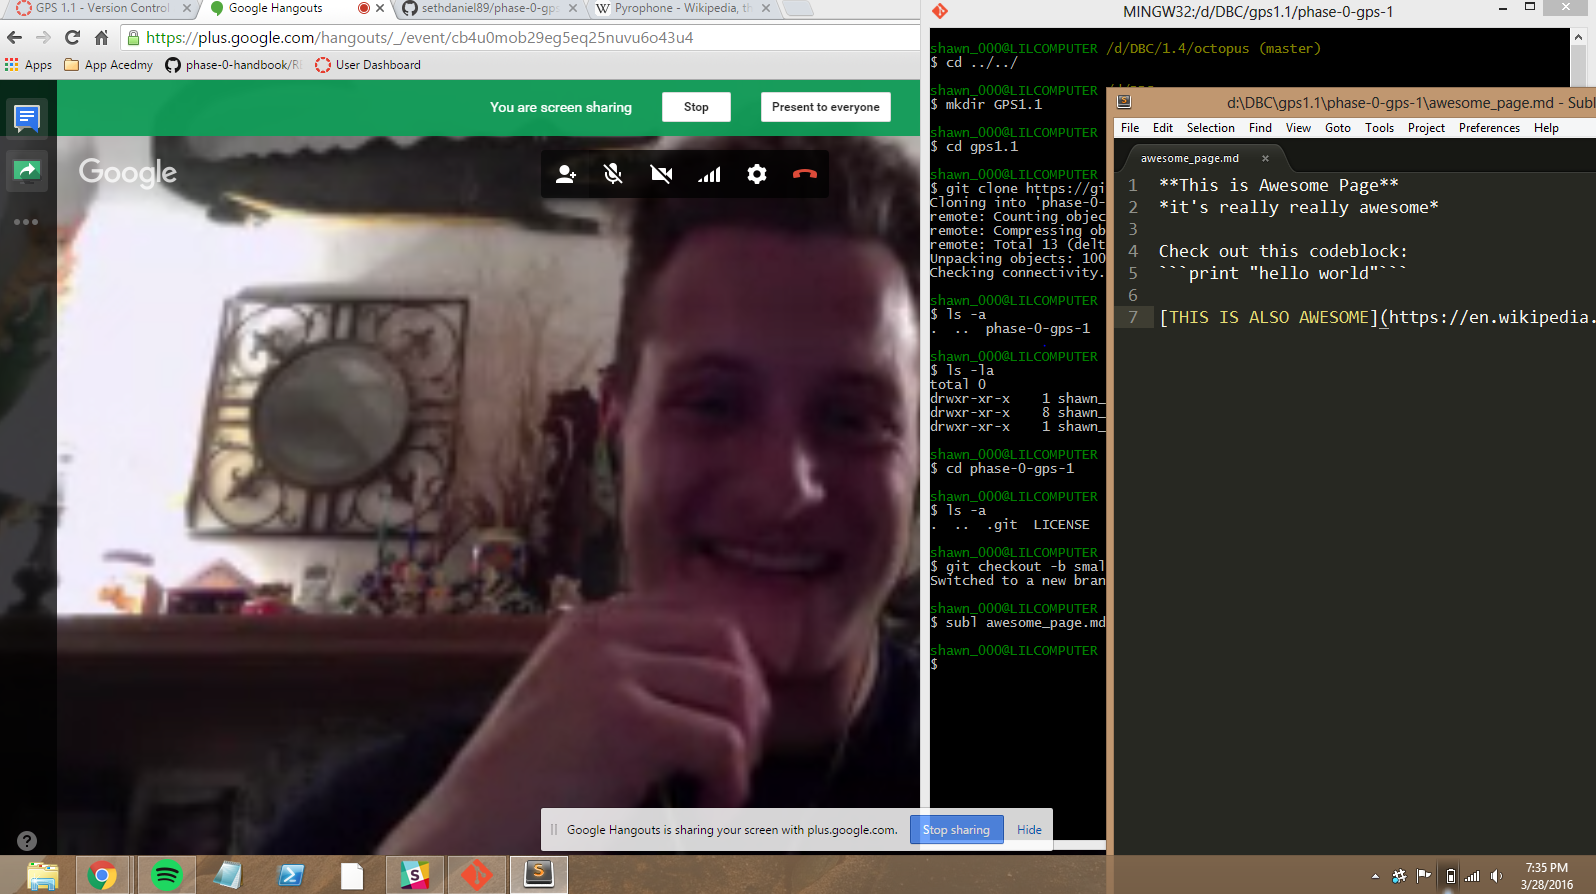 GPS 1.1 - Version Control
Google Hangouts
sethdaniel89/phase-0-gps
Pyrophone - Wikipedia, th
https://plus.google.com/hangouts/_/event/cb4u0mob29eg5eq25nuvu6o43u4
Apps
App Acedmy
phase-0-handbook/RE
User Dashboard
You are screen sharing
Stop
Present to everyone
Google
Google Hangouts is sharing your screen with plus.google.com.
Stop sharing
Hide
MINGW32:/d/DBC/gps1.1/phase-0-gps-1
shawn_000@LILCOMPUTER /d/DBC/1.4/octopus (master)
$ cd ../../
shawn_000@LILCOMPUTER
$ mkdir GPS1.1
shawn_000@LILCOMPUTER
$ cd gps1.1
shawn_000@LILCOMPUTER
$ git clone https://gi
Cloning into 'phase-0-
remote: Counting objec
remote: Compressing ob
remote: Total 13 (delt
Unpacking objects: 100
Checking connectivity.
shawn_000@LILCOMPUTER
$ ls -a
.  ..  phase-0-gps-1
shawn_000@LILCOMPUTER
$ ls -la
total 0
drwxr-xr-x    1 shawn_
drwxr-xr-x    8 shawn_
drwxr-xr-x    1 shawn_
shawn_000@LILCOMPUTER
$ cd phase-0-gps-1
shawn_000@LILCOMPUTER
$ ls -a
.  ..  .git  LICENSE
shawn_000@LILCOMPUTER
$ git checkout -b smal
Switched to a new bran
shawn_000@LILCOMPUTER
$ subl awesome_page.md
shawn_000@LILCOMPUTER
$
d:\DBC\gps1.1\phase-0-gps-1\awesome_page.md - Subl
File Edit Selection Find View Goto Tools Project Preferences Help
awesome_page.md
1 **This is Awesome Page**
2 *it's really really awesome*
3
4 Check out this codeblock:
5 ```print "hello world"```
6
7 [THIS IS ALSO AWESOME](https://en.wikipedia.
7:35 PM
3/28/2016